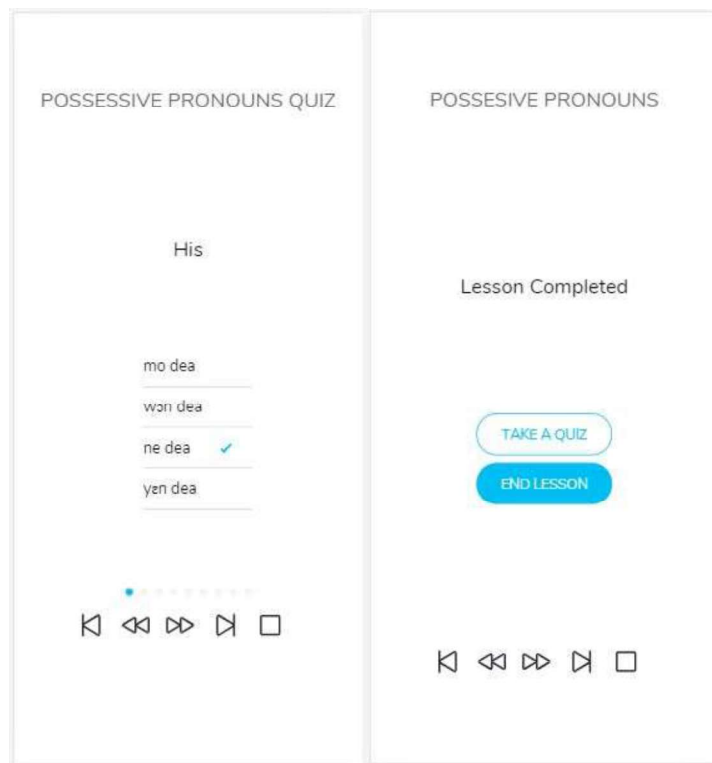 POSSESSIVE PRONOUNS QUIZ
His
mo dea
wɔn dea
ne dea
yɛn dea
POSSESIVE PRONOUNS
Lesson Completed
TAKE A QUIZ
END LESSON